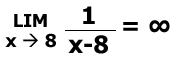 LIM x → 8 1/x-8 = ∞